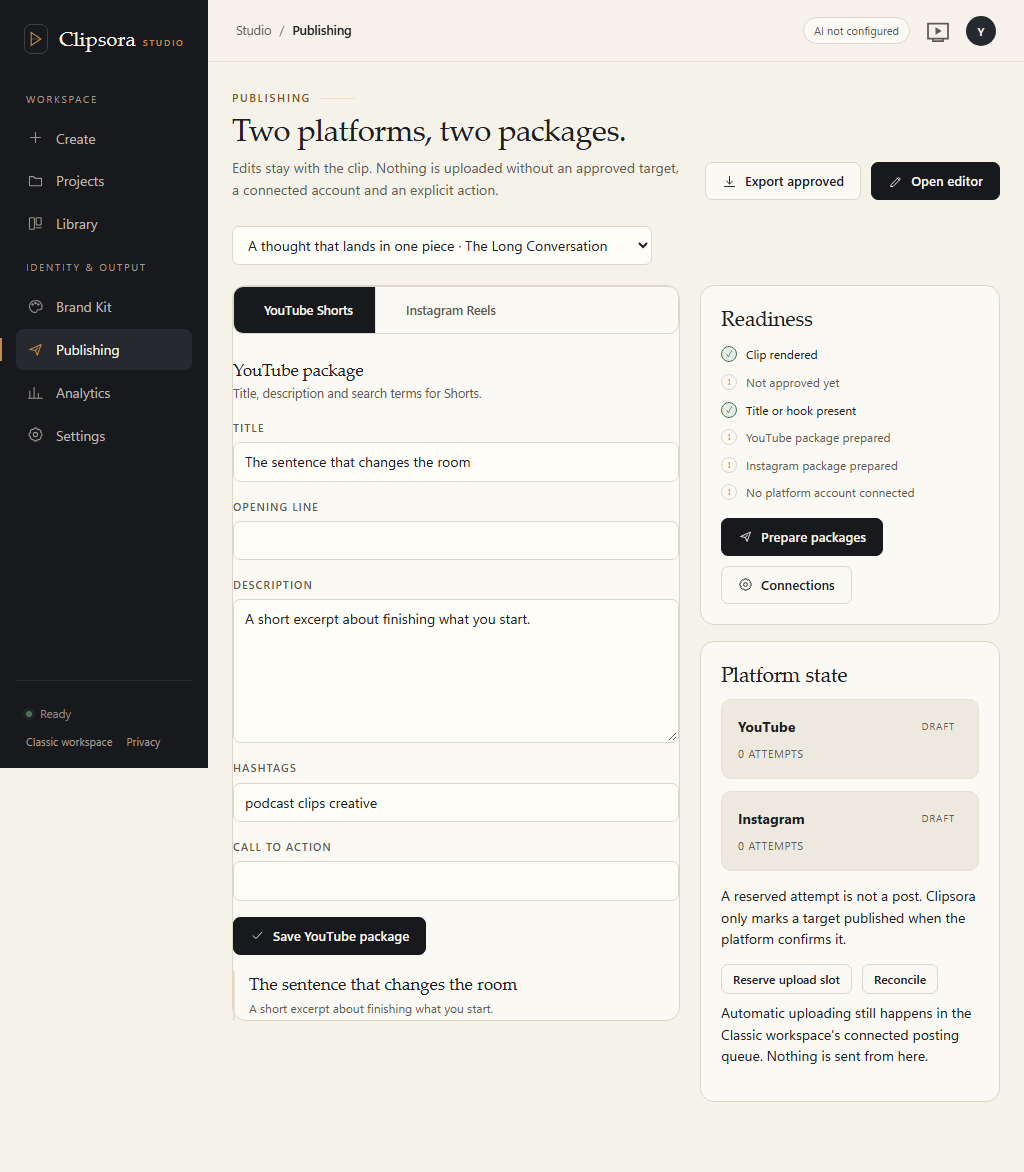 Clipsora STUDIO
WORKSPACE
Create
Projects
Library
IDENTITY & OUTPUT
Brand Kit
Publishing
Analytics
Settings
Ready
Classic workspace Privacy
Studio / Publishing
AI not configured
Y
PUBLISHING
Two platforms, two packages.
Edits stay with the clip. Nothing is uploaded without an approved target,
a connected account and an explicit action.
Export approved
Open editor
A thought that lands in one piece · The Long Conversation
YouTube Shorts
Instagram Reels
YouTube package
Title, description and search terms for Shorts.
TITLE
The sentence that changes the room
OPENING LINE
DESCRIPTION
A short excerpt about finishing what you start.
HASHTAGS
podcast clips creative
CALL TO ACTION
Save YouTube package
The sentence that changes the room
A short excerpt about finishing what you start.
Readiness
Clip rendered
Not approved yet
Title or hook present
YouTube package prepared
Instagram package prepared
No platform account connected
Prepare packages
Connections
Platform state
YouTube DRAFT
0 ATTEMPTS
Instagram DRAFT
0 ATTEMPTS
A reserved attempt is not a post. Clipsora
only marks a target published when the
platform confirms it.
Reserve upload slot
Reconcile
Automatic uploading still happens in the
Classic workspace's connected posting
queue. Nothing is sent from here.